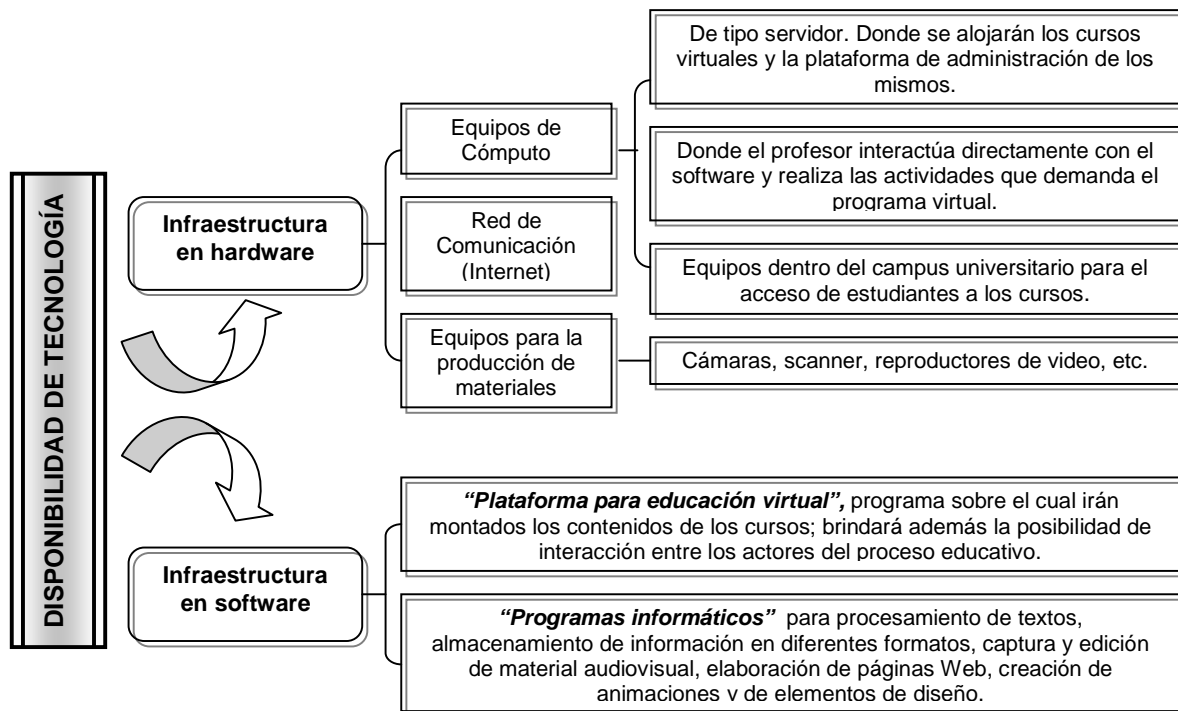 DISPONIBILIDAD DE TECNOLOGÍA
Infraestructura
en hardware
Equipos de
Cómputo
De tipo servidor. Donde se alojarán los cursos
virtuales y la plataforma de administración de los
mismos.
Donde el profesor interactúa directamente con el
software y realiza las actividades que demanda el
programa virtual.
Equipos dentro del campus universitario para el
acceso de estudiantes a los cursos.
Red de
Comunicación
(Internet)
Equipos para la
producción de
materiales
Cámaras, scanner, reproductores de video, etc.
Infraestructura
en software
“Plataforma para educación virtual”, programa sobre el cual irán
montados los contenidos de los cursos; brindará además la posibilidad de
interacción entre los actores del proceso educativo.
“Programas informáticos” para procesamiento de textos,
almacenamiento de información en diferentes formatos, captura y edición
de material audiovisual, elaboración de páginas Web, creación de
animaciones y de elementos de diseño.